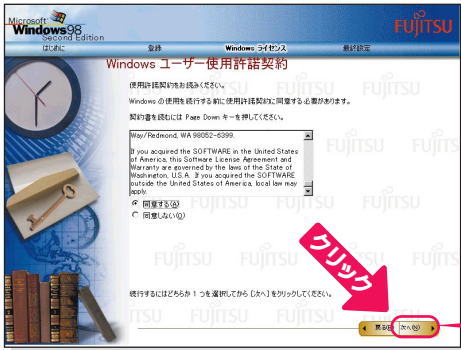 Microsoft
Windows98
Second Edition
FUJITSU
はじめに 登録 Windows ライセンス 最終設定
Windows ユーザー使用許諾契約
使用許諾契約をお読みください。
Windows の使用を続行する前に使用許諾契約に同意する必要があります。
契約書を読むには Page Down キーを押してください。
Way/Redmond, WA 98052-6399.
If you acquired the SOFTWARE in the United States
of America, this Software License Agreement and
Warranty are governed by the laws of the State of
Washington, U.S.A. If you acquired the SOFTWARE
outside the United States of America, local law may
apply.
同意する(A)
同意しない(O)
クリック
続行するにはどちらか 1 つを選択してから [次へ] をクリックしてください。
戻る(B) 次へ(N)